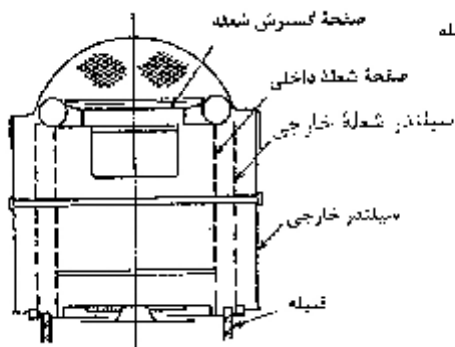 صفحهٔ گسترش شعله
صفحهٔ شعلهٔ داخلی
سیلندر شعلهٔ خارجی
سیلندر خارجی
فتیله